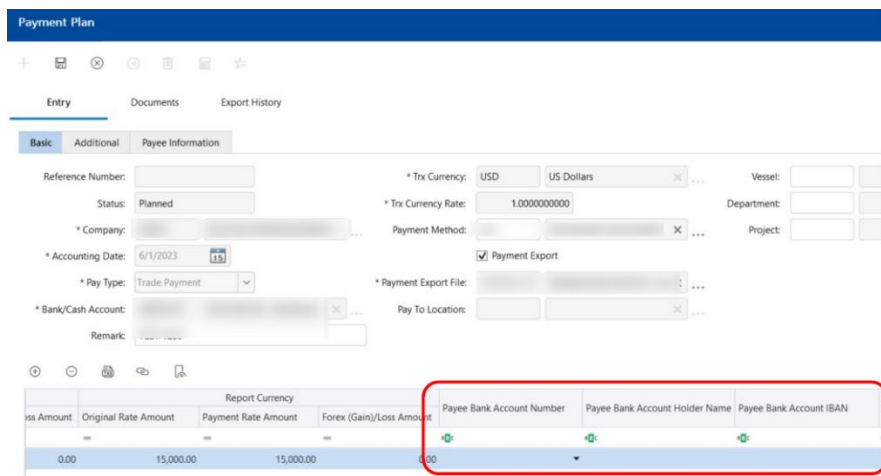 Payment Plan
Entry Documents Export History
Basic Additional Payee Information
Reference Number: * Trx Currency: USD US Dollars Vessel:
Status: Planned * Trx Currency Rate: 1.0000000000 Department:
* Company: Payment Method: Project:
* Accounting Date: 6/1/2023 15 Payment Export
* Pay Type: Trade Payment * Payment Export File:
* Bank/Cash Account: Pay To Location:
Remark:
Report Currency
Amount Original Rate Amount Payment Rate Amount Forex (Gain)/Loss Amount Payee Bank Account Number Payee Bank Account Holder Name Payee Bank Account IBAN
= = =
0.00 15,000.00 15,000.00 0.00